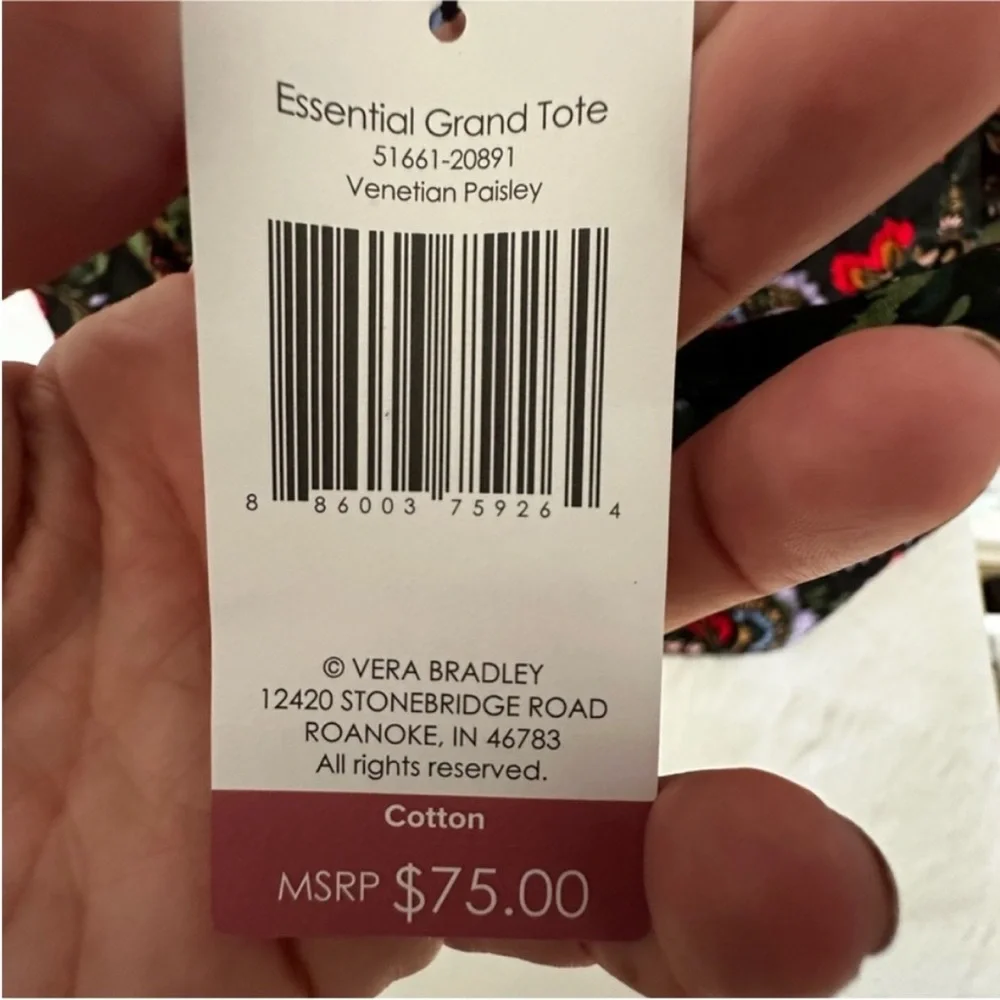 Essential Grand Tote
51661-20891
Venetian Paisley
8 86003 75926 4
© VERA BRADLEY
12420 STONEBRIDGE ROAD
ROANOKE, IN 46783
All rights reserved.
Cotton
MSRP $75.00